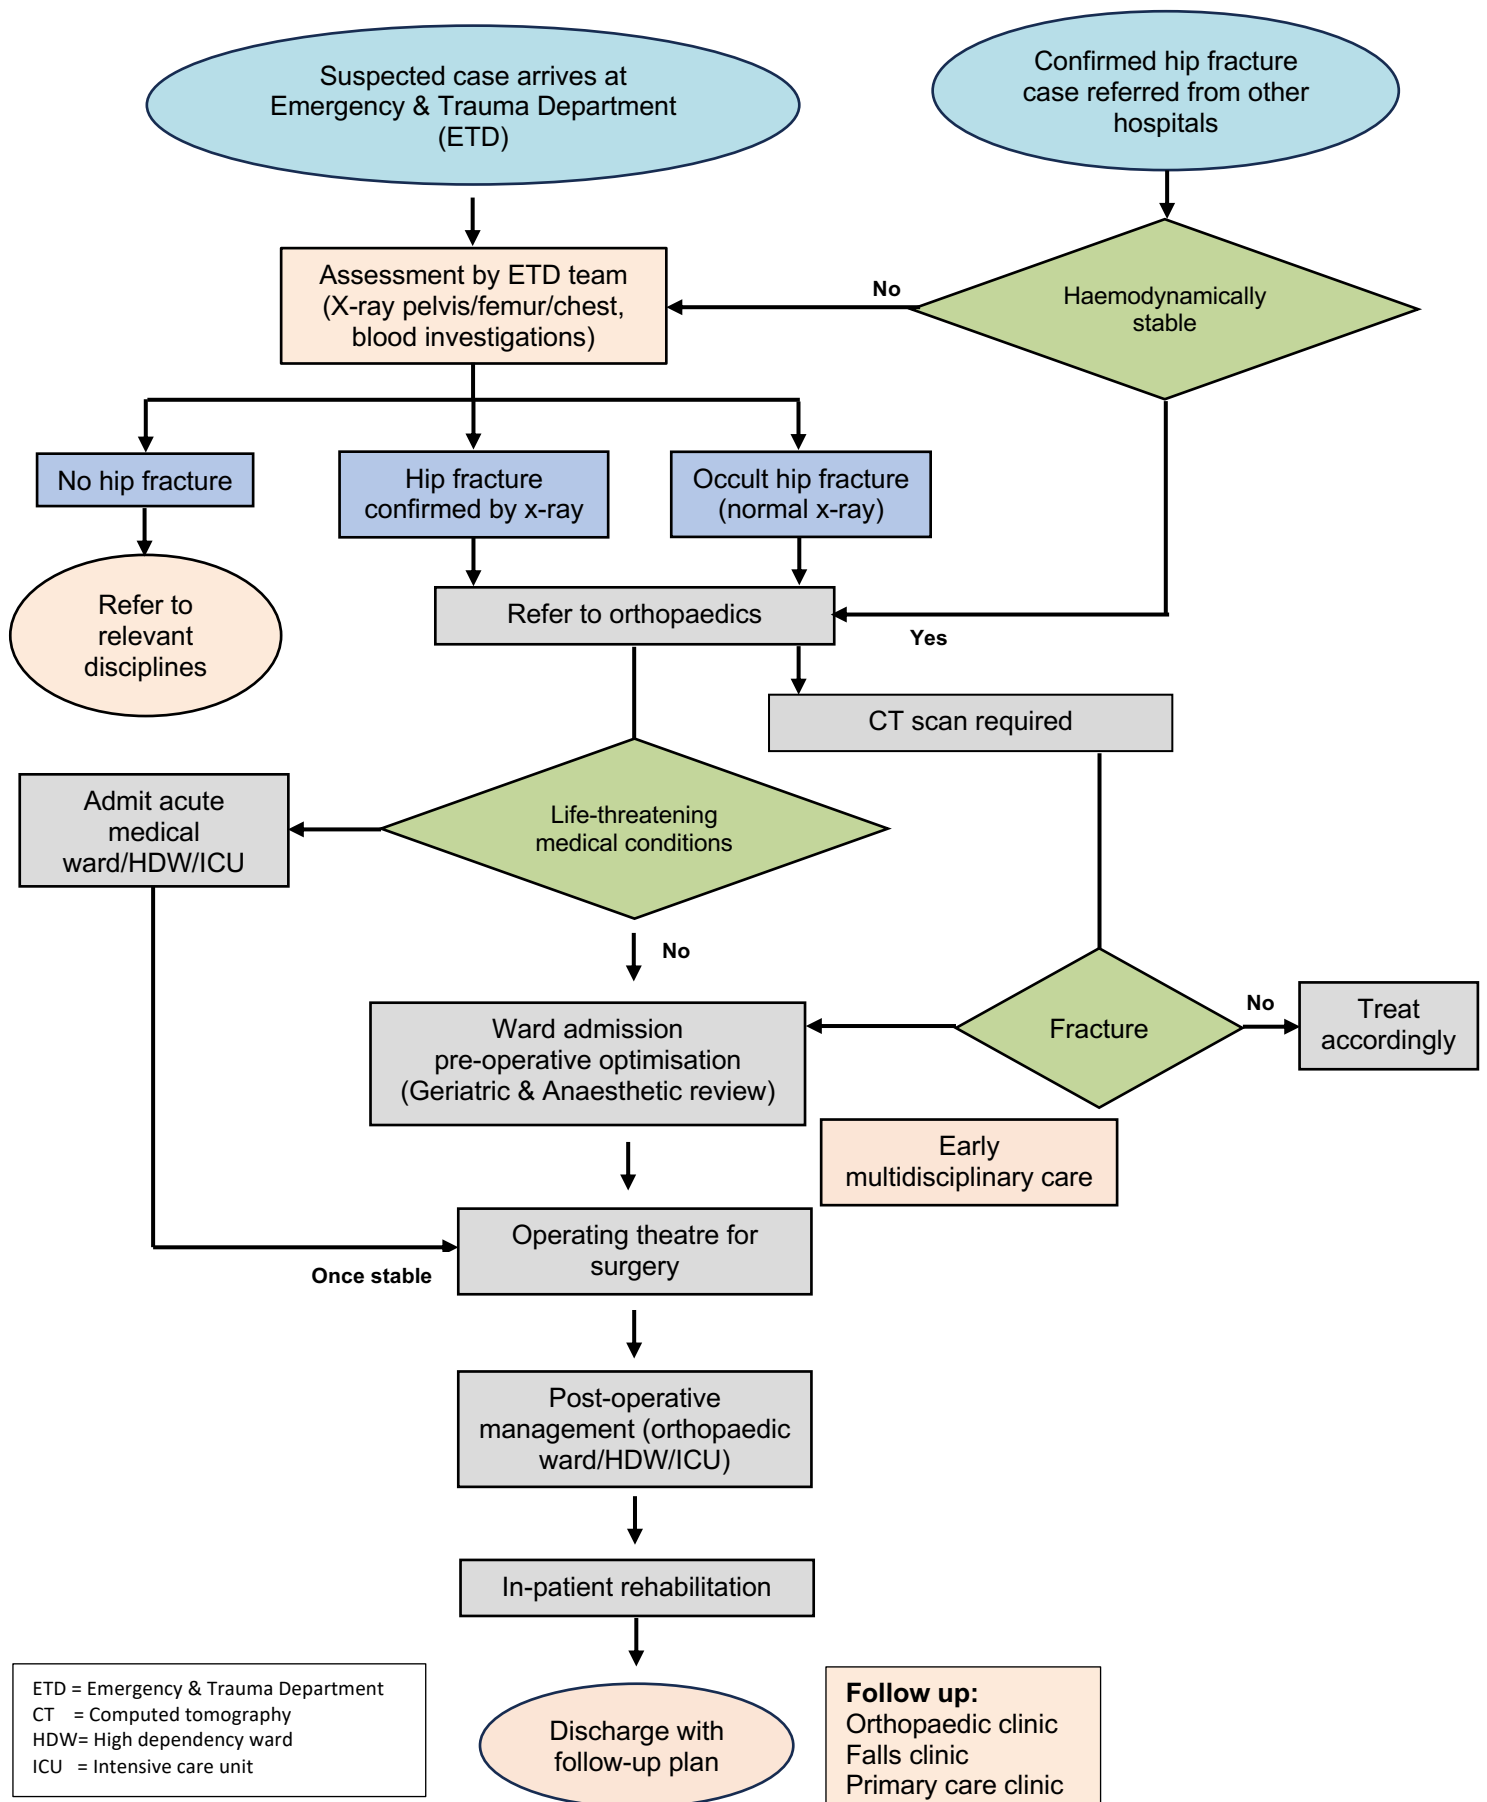 Suspected case arrives at
Emergency & Trauma Department
(ETD)
Confirmed hip fracture
case referred from other
hospitals
Assessment by ETD team
(X-ray pelvis/femur/chest,
blood investigations)
No
Haemodynamically
stable
No hip fracture
Hip fracture
confirmed by x-ray
Occult hip fracture
(normal x-ray)
Refer to
relevant
disciplines
Refer to orthopaedics
Yes
CT scan required
Admit acute
medical
ward/HDW/ICU
Life-threatening
medical conditions
No
Ward admission
pre-operative optimisation
(Geriatric & Anaesthetic review)
Fracture
No
Treat
accordingly
Early
multidisciplinary care
Operating theatre for
surgery
Once stable
Post-operative
management (orthopaedic
ward/HDW/ICU)
In-patient rehabilitation
ETD = Emergency & Trauma Department
CT = Computed tomography
HDW= High dependency ward
ICU = Intensive care unit
Discharge with
follow-up plan
Follow up:
Orthopaedic clinic
Falls clinic
Primary care clinic